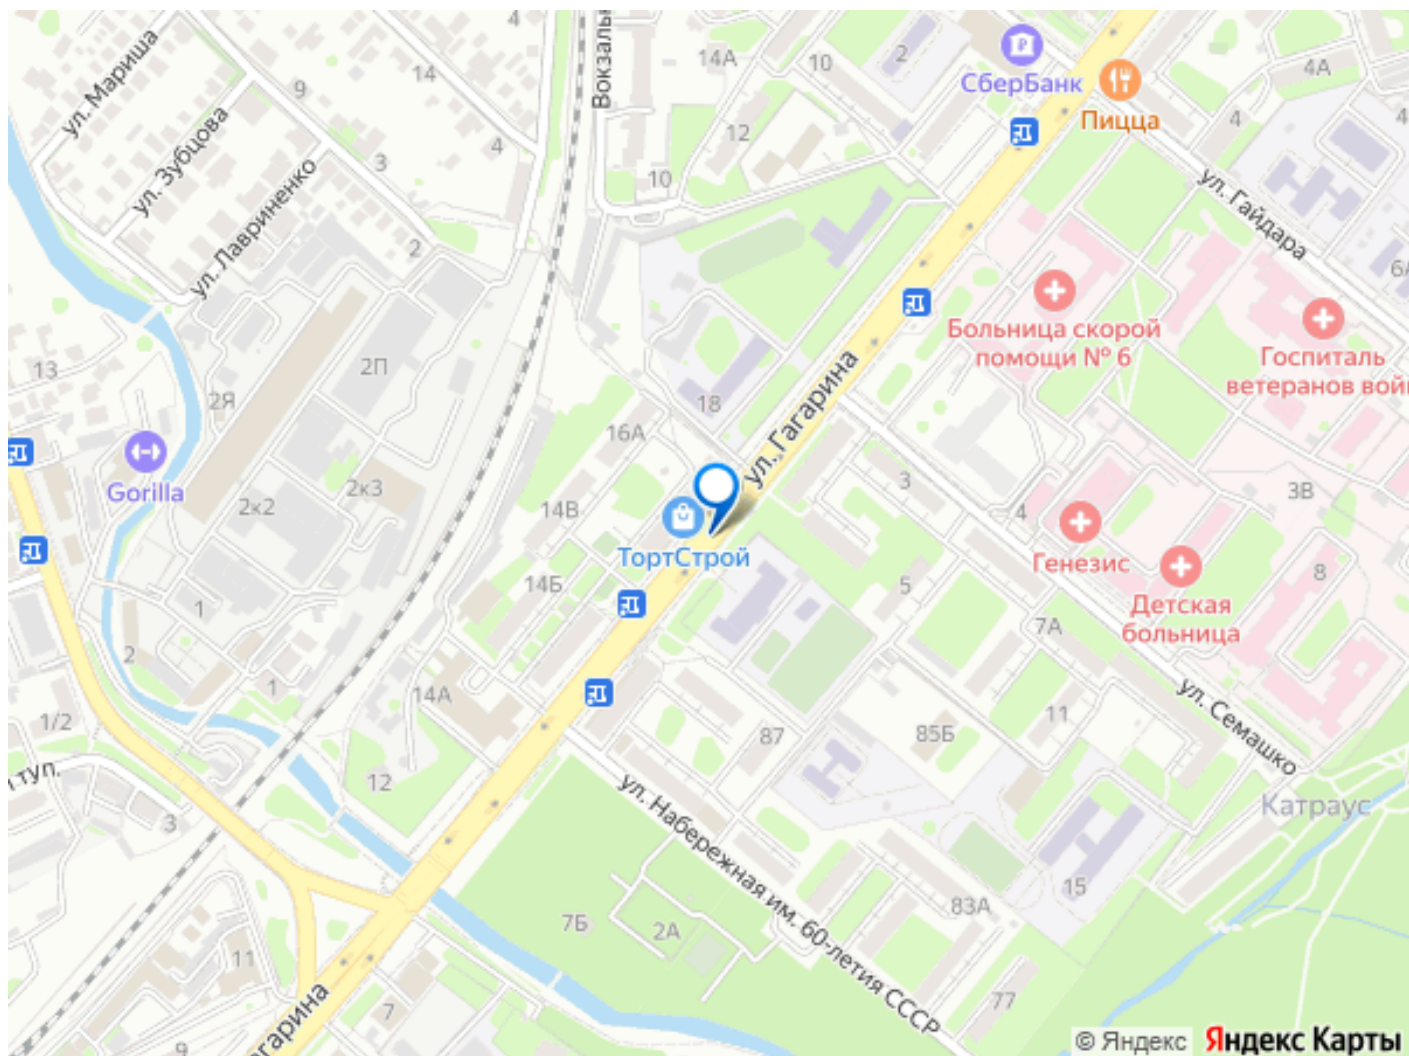 4
ул. Мариша
14
9
Вокзальн
14А
10
2
СберБанк
4А
Пицца
4
4
ул. Зубцова
3
4
12
10
ул. Гайдара
ул. Лавриненко
2
6А
Больница скорой
помощи № 6
Госпиталь
ветеранов вой
13
2П
2Я
18
ул. Гагарина
16А
Gorilla
2к2
2к3
14В
3
4
3В
ТортСтрой
Генезис
14Б
5
Детская
больница
8
1
7А
2
1
14А
ул. Семашко
1/2
87
85Б
11
тут.
12
ул. Набережная им. 60-летия СССР
Катраус
3
15
7Б
2А
83А
11
77
7
агарина
9
© Яндекс
Яндекс Карты